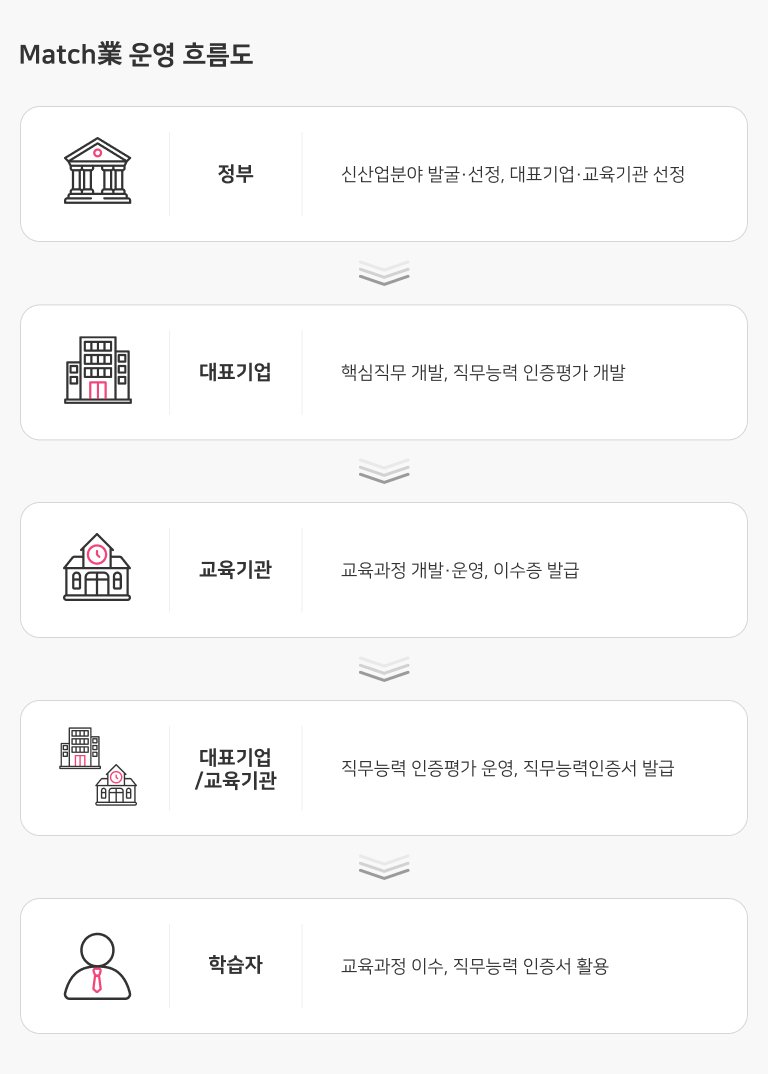 Match業 운영 흐름도
정부
신산업분야 발굴·선정, 대표기업·교육기관 선정
대표기업
핵심직무 개발, 직무능력 인증평가 개발
교육기관
교육과정 개발·운영, 이수증 발급
대표기업
/교육기관
직무능력 인증평가 운영, 직무능력인증서 발급
학습자
교육과정 이수, 직무능력 인증서 활용